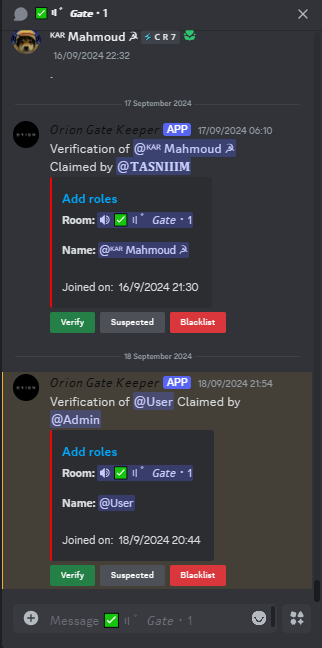 ✅ Gate • 1
ᴷᴬᴿ Mahmoud ☭ ⚡ C R 7
16/09/2024 22:32
.
17 September 2024
Orion Gate Keeper APP 17/09/2024 06:10
Verification of @ᴷᴬᴿ Mahmoud ☭
Claimed by @TASNIIIM
Add roles
Room: 🔊 ✅ Gate • 1
Name: @ᴷᴬᴿ Mahmoud ☭
Joined on: 16/9/2024 21:30
Verify Suspected Blacklist
18 September 2024
Orion Gate Keeper APP 18/09/2024 21:54
Verification of @User Claimed by
@Admin
Add roles
Room: 🔊 ✅ Gate • 1
Name: @User
Joined on: 18/9/2024 20:44
Verify Suspected Blacklist
Message ✅ Gate • 1